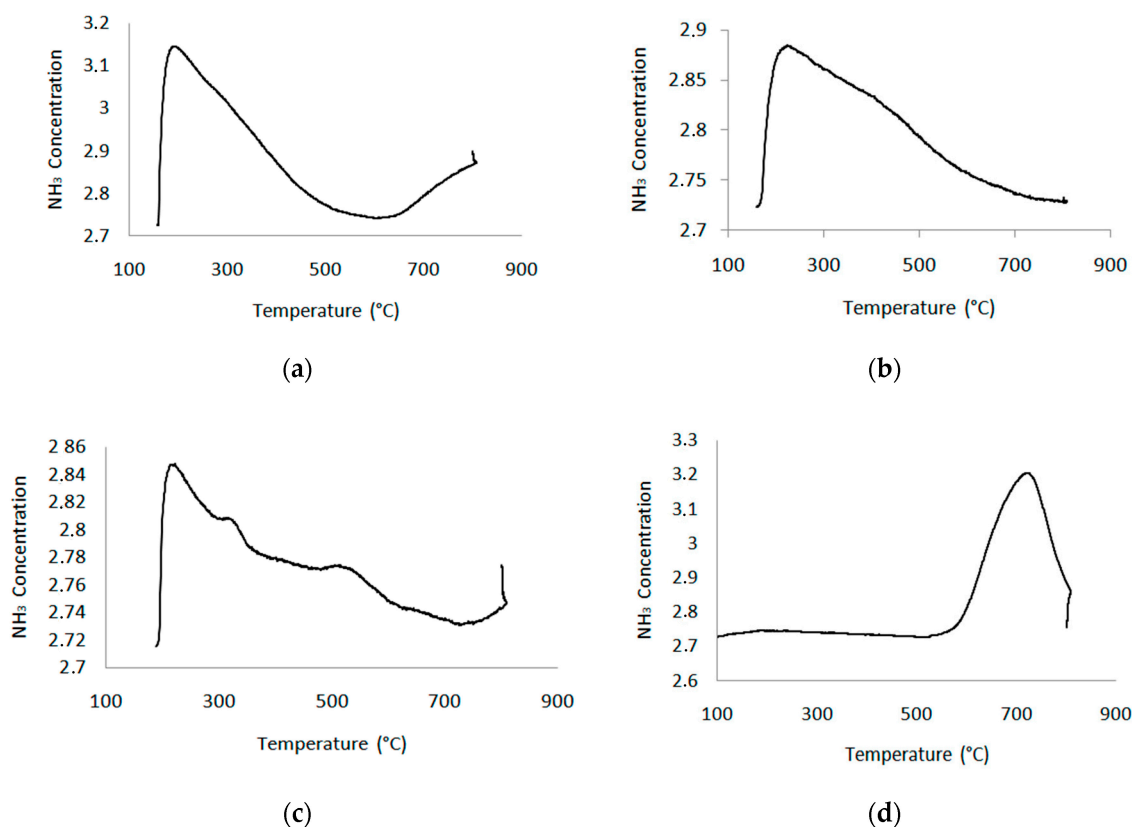 3.2
3.1
3
2.9
2.8
2.7
NH₃ Concentration
100 300 500 700 900
Temperature (°C)
(a)
2.9
2.85
2.8
2.75
2.7
NH₃ Concentration
100 300 500 700 900
Temperature (°C)
(b)
2 86
2.84
2.82
2.8
2.78
2.76
2.74
2.72
2.7
NH₃ Concentration
100 300 500 700 900
Temperature (°C)
(c)
3.3
3.2
3.1
3
2.9
2.8
2.7
2.6
NH₃ Concentration
100 300 500 700 900
Temperature (°C)
(d)